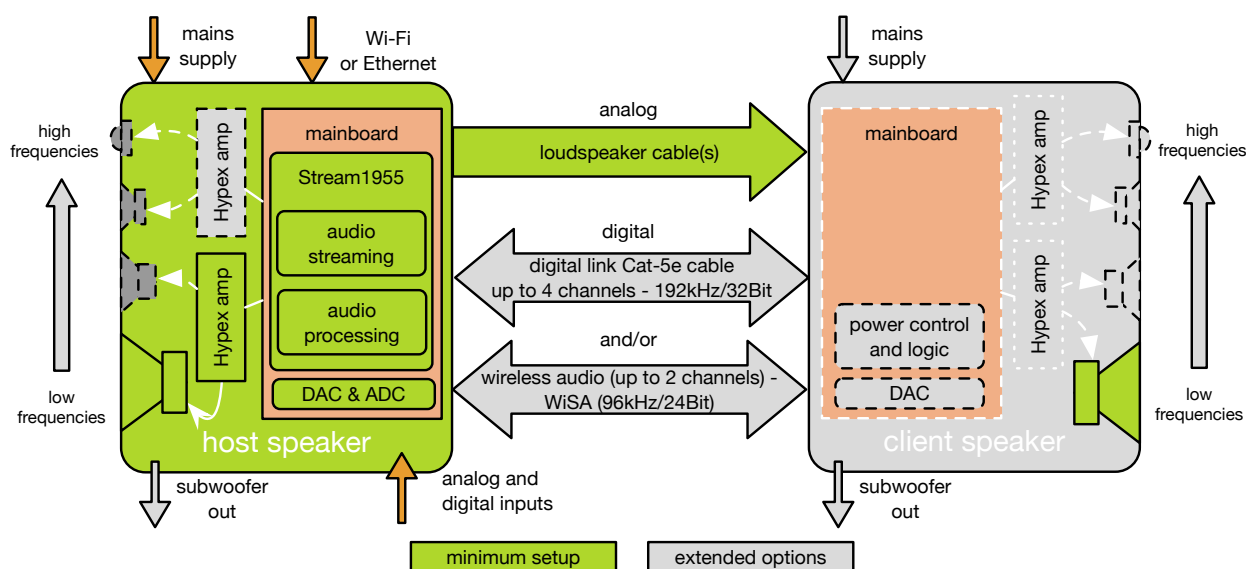 mains
supply
Wi-Fi
or Ethernet
high
frequencies
low
frequencies
Hypex amp
Hypex amp
mainboard
Stream1955
audio
streaming
audio
processing
DAC & ADC
host speaker
subwoofer
out
analog and
digital inputs
analog
loudspeaker cable(s)
digital
digital link Cat-5e cable
up to 4 channels - 192kHz/32Bit
and/or
wireless audio (up to 2 channels) -
WiSA (96kHz/24Bit)
mains
supply
mainboard
Hypex amp
Hypex amp
power control
and logic
DAC
client speaker
high
frequencies
low
frequencies
subwoofer
out
minimum setup
extended options